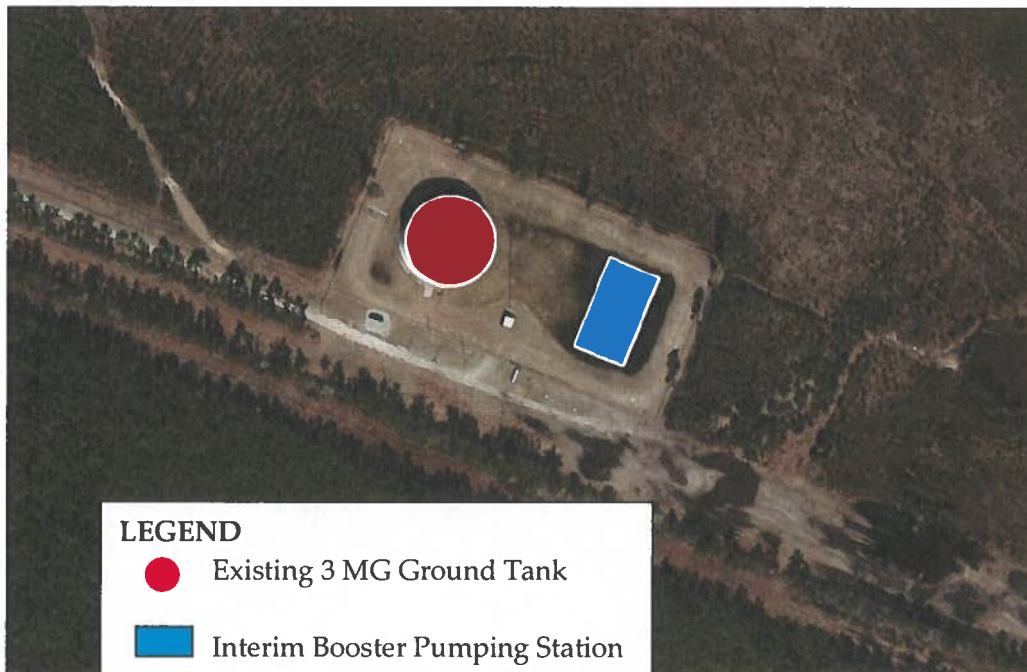 LEGEND
Existing 3 MG Ground Tank
Interim Booster Pumping Station